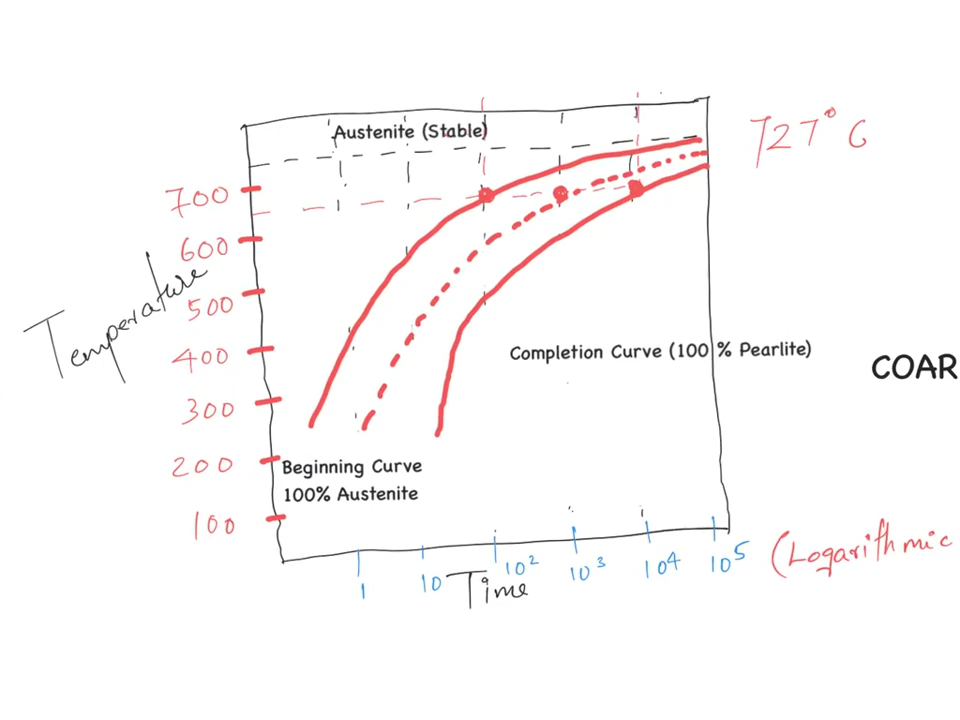 Austenite (Stable)
727° C
700
600
500
400
300
200
100
Temperature
Completion Curve (100 % Pearlite)
COAR
Beginning Curve
100% Austenite
1
10
10²
10³
10⁴
10⁵
(Logarithmic
Time